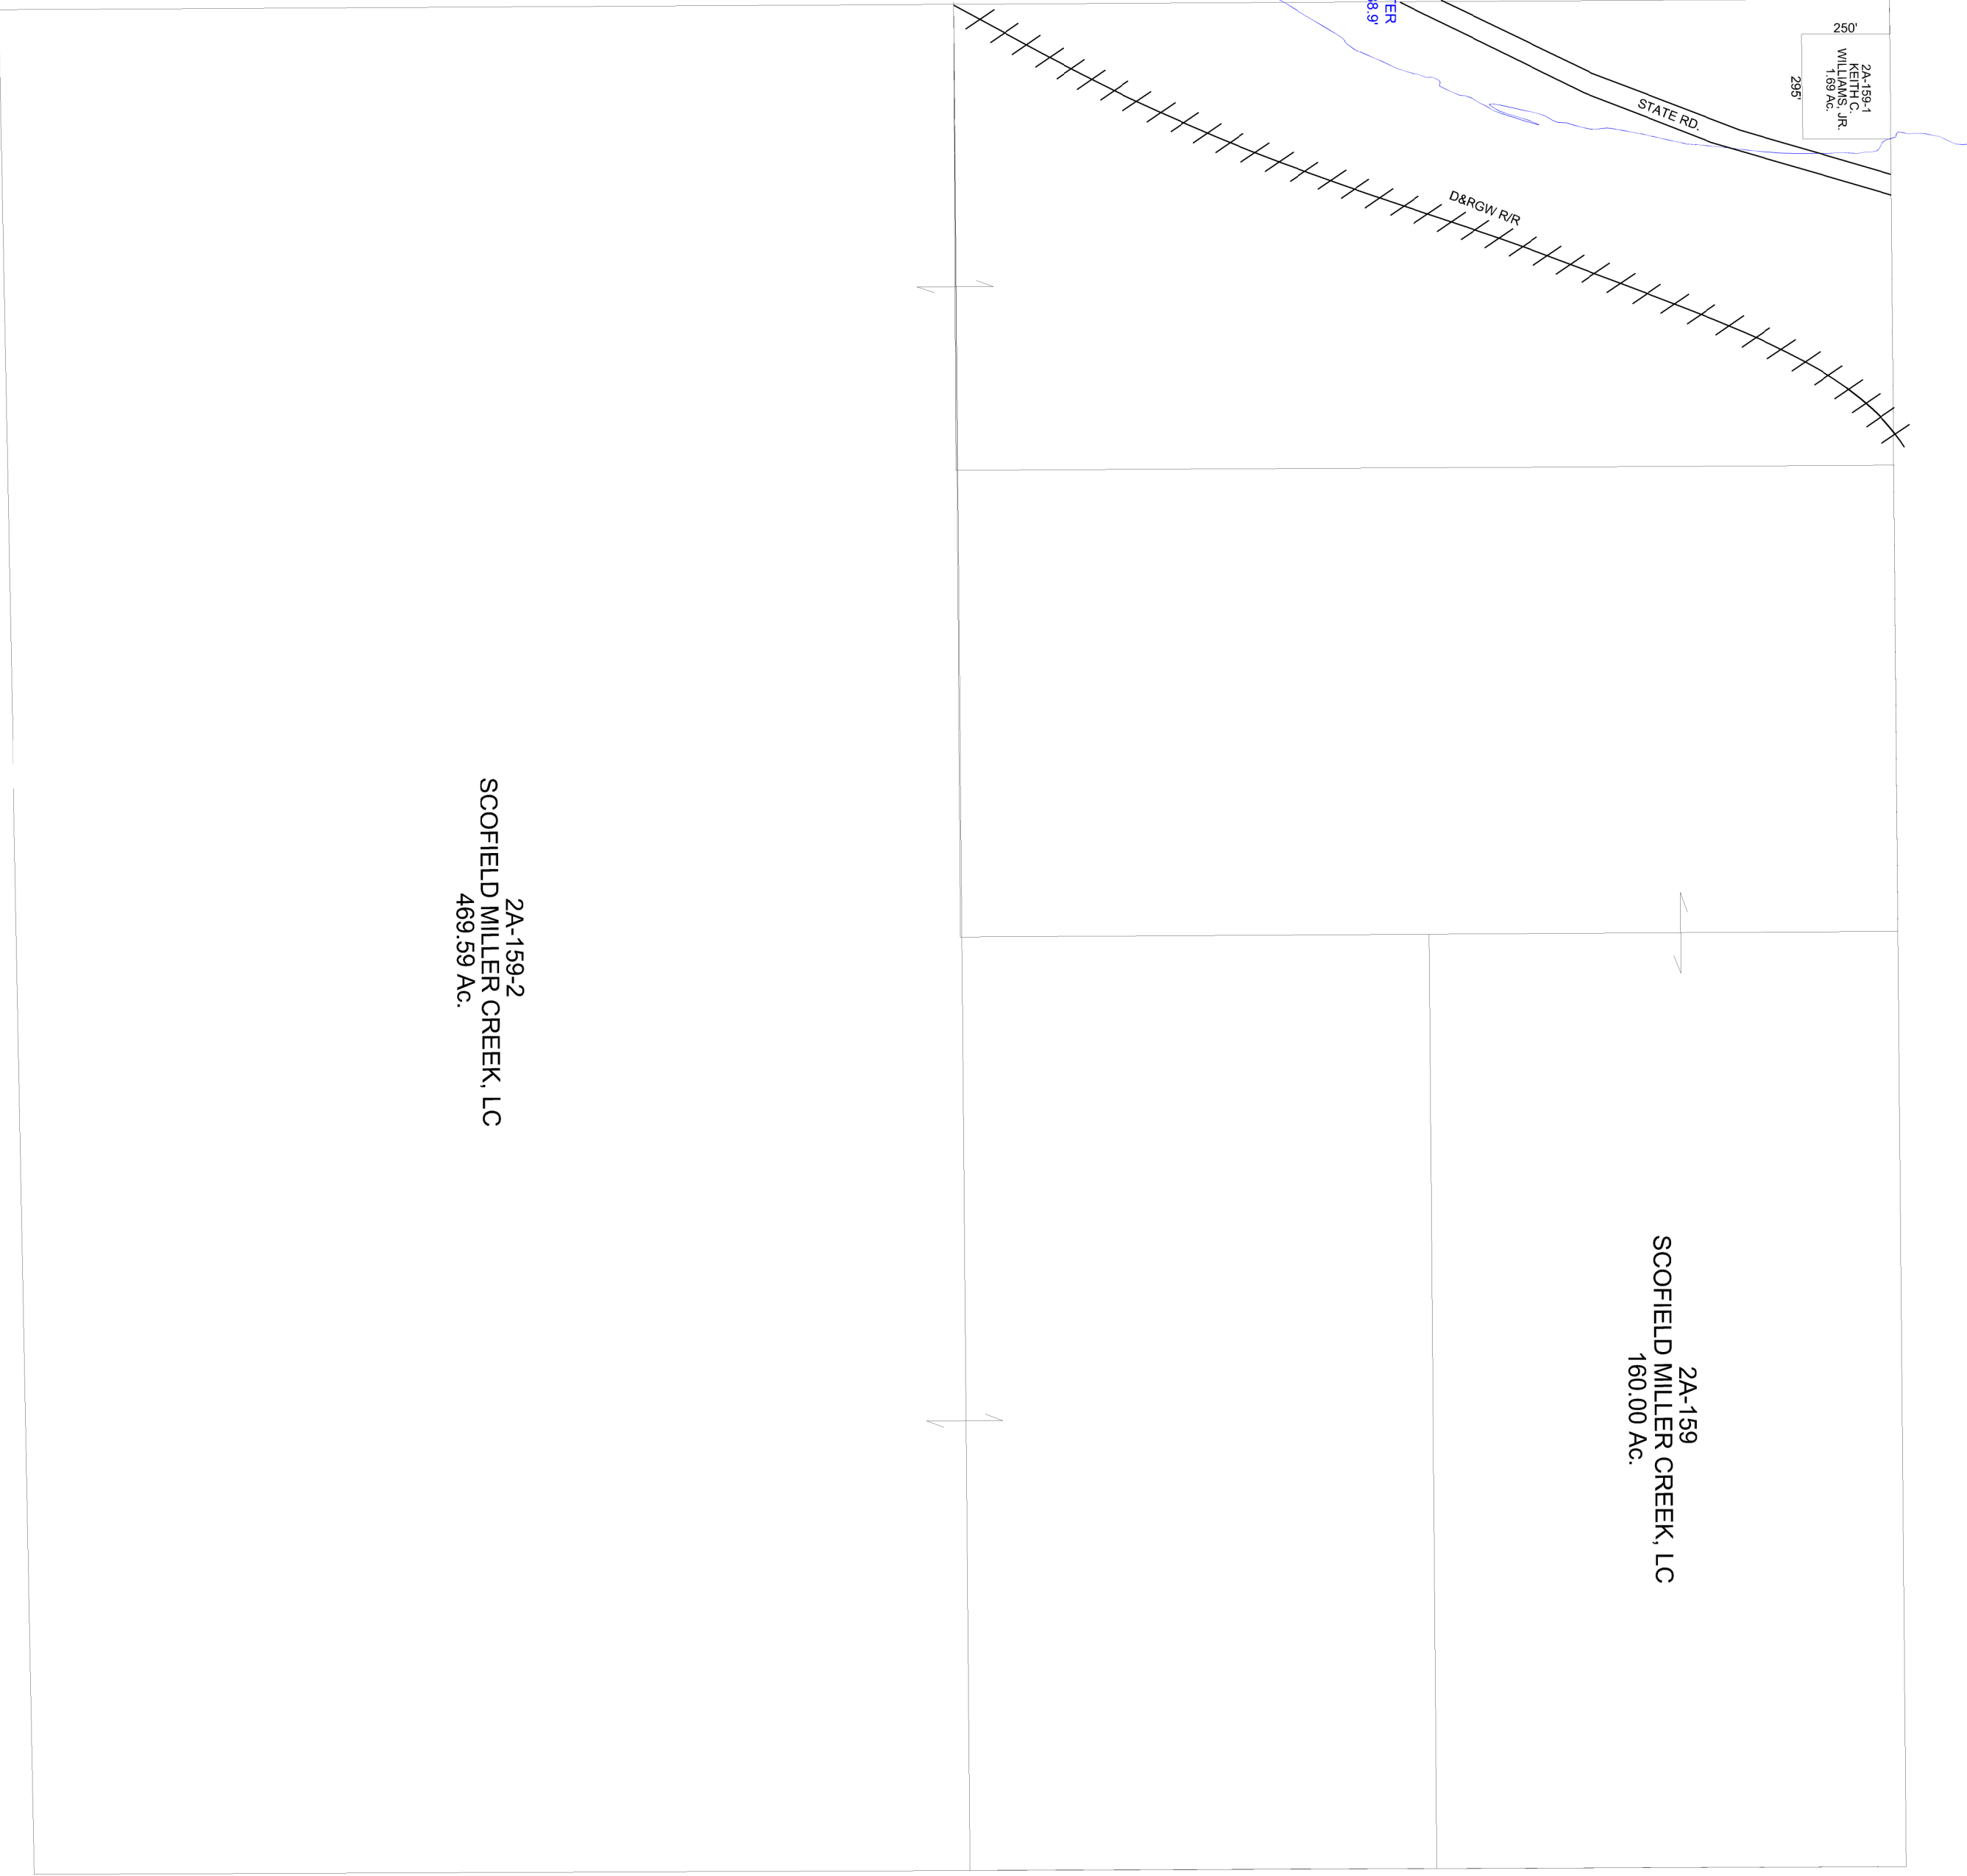 250'
2A-159-1
KEITH C.
WILLIAMS, JR.
1.69 Ac.
295'
STATE RD.
D&RGW R/R
2A-159-2
SCOFIELD MILLER CREEK, LC
469.59 Ac.
2A-159
SCOFIELD MILLER CREEK, LC
160.00 Ac.